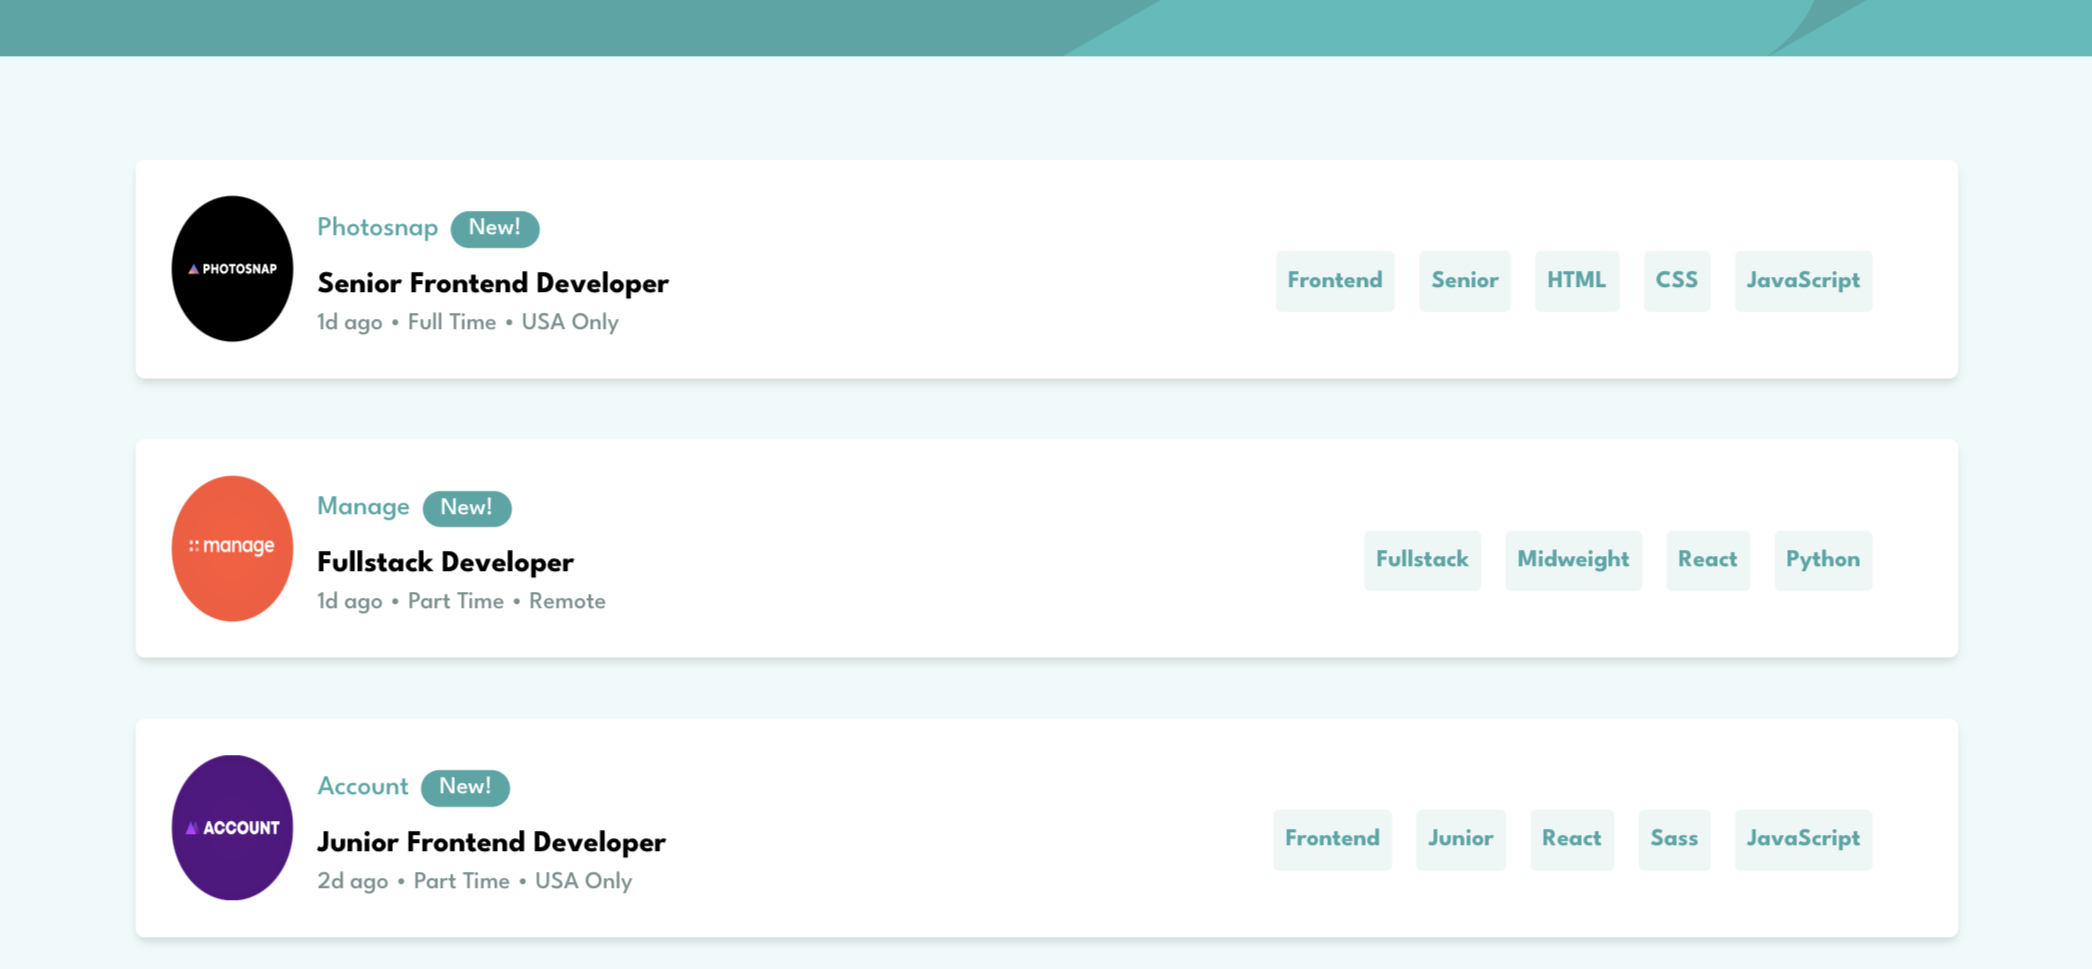 PHOTOSNAP
Photosnap New!
Senior Frontend Developer
1d ago • Full Time • USA Only
Frontend Senior HTML CSS JavaScript
manage
Manage New!
Fullstack Developer
1d ago • Part Time • Remote
Fullstack Midweight React Python
ACCOUNT
Account New!
Junior Frontend Developer
2d ago • Part Time • USA Only
Frontend Junior React Sass JavaScript